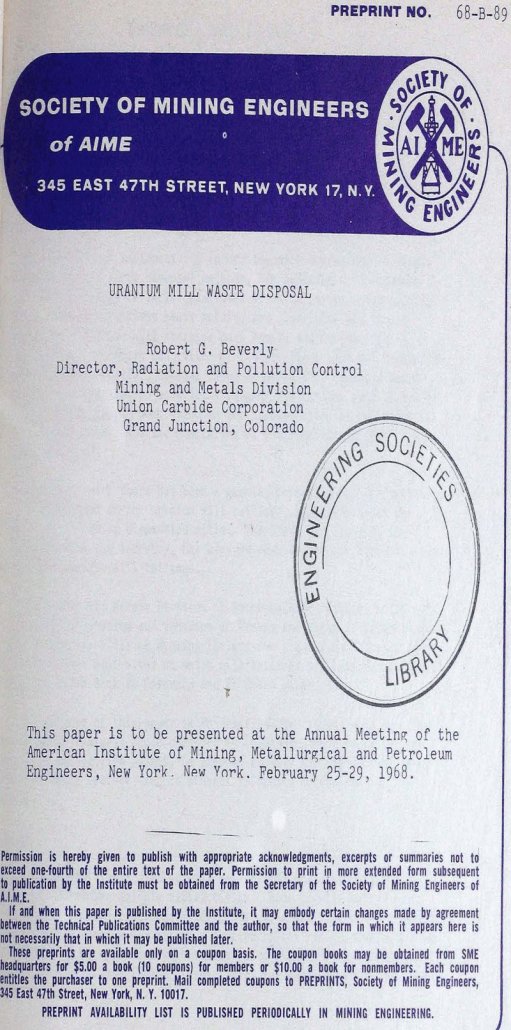 PREPRINT NO. 68-B-89
SOCIETY OF MINING ENGINEERS
of AIME
345 EAST 47TH STREET, NEW YORK 17, N.Y.
SOCIETY OF MINING ENGINEERS
AIME
URANIUM MILL WASTE DISPOSAL
Robert G. Beverly
Director, Radiation and Pollution Control
Mining and Metals Division
Union Carbide Corporation
Grand Junction, Colorado
ENGINEERING SOCIETIES
LIBRARY
This paper is to be presented at the Annual Meeting of the
American Institute of Mining, Metallurgical and Petroleum
Engineers, New York. New York. February 25-29, 1968.
Permission is hereby given to publish with appropriate acknowledgments, excerpts or summaries not to
exceed one-fourth of the entire text of the paper. Permission to print in more extended form subsequent
to publication by the Institute must be obtained from the Secretary of the Society of Mining Engineers of
A.I.M.E.
If and when this paper is published by the Institute, it may embody certain changes made by agreement
between the Technical Publications Committee and the author, so that the form in which it appears here is
not necessarily that in which it may be published later.
These preprints are available only on a coupon basis. The coupon books may be obtained from SME
headquarters for $5.00 a book (10 coupons) for members or $10.00 a book for nonmembers. Each coupon
entitles the purchaser to one preprint. Mail completed coupons to PREPRINTS, Society of Mining Engineers,
345 East 47th Street, New York, N. Y. 10017.
PREPRINT AVAILABILITY LIST IS PUBLISHED PERIODICALLY IN MINING ENGINEERING.